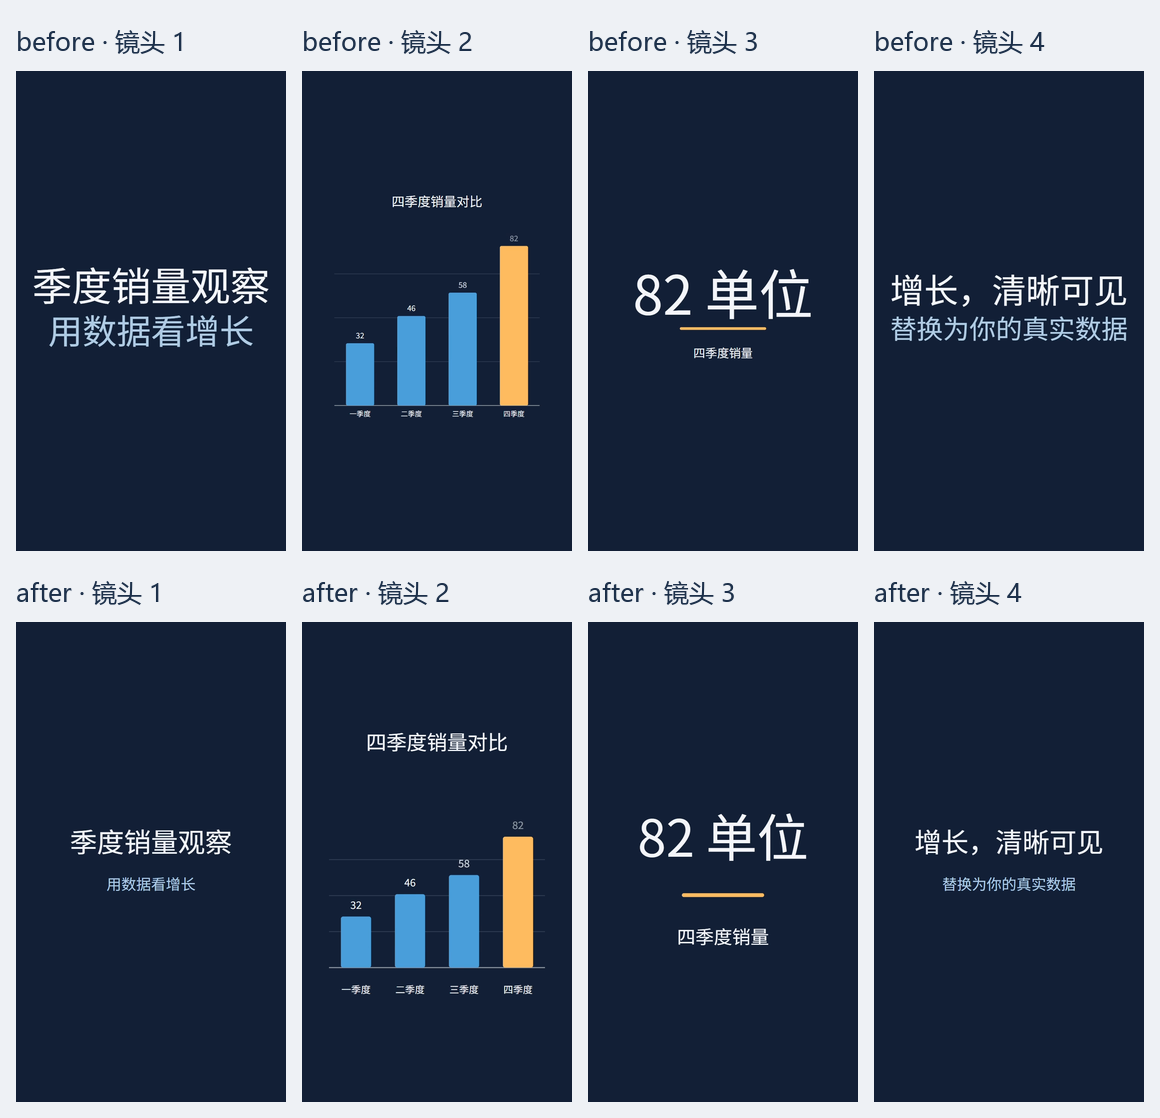 before · 镜头 1
季度销量观察
用数据看增长
before · 镜头 2
四季度销量对比
32
46
58
82
一季度
二季度
三季度
四季度
before · 镜头 3
82 单位
四季度销量
before · 镜头 4
增长，清晰可见
替换为你的真实数据
after · 镜头 1
季度销量观察
用数据看增长
after · 镜头 2
四季度销量对比
32
46
58
82
一季度
二季度
三季度
四季度
after · 镜头 3
82 单位
四季度销量
after · 镜头 4
增长，清晰可见
替换为你的真实数据